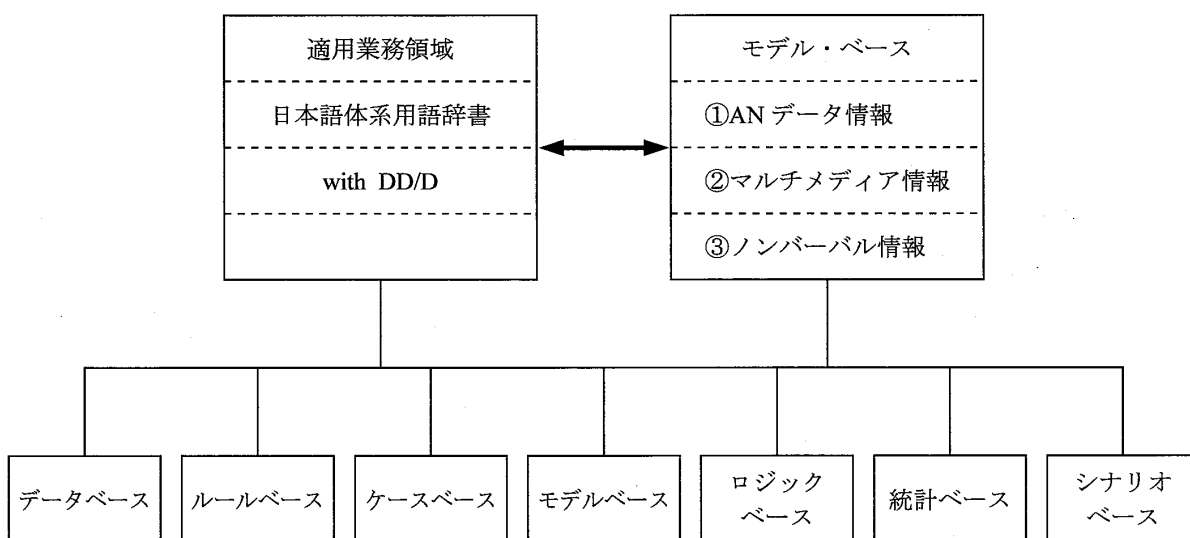 適用業務領域
日本語体系用語辞書
with DD/D
モデル・ベース
①ANデータ情報
②マルチメディア情報
③ノンバーバル情報
データベース
ルールベース
ケースベース
モデルベース
ロジック
ベース
統計ベース
シナリオ
ベース